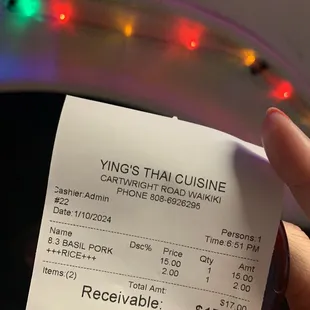 YING'S THAI CUISINE
CARTWRIGHT ROAD WAIKIKI
PHONE 808-6926295
Cashier:Admin
#22 Persons:1
Date:1/10/2024 Time:6:51 PM
Name Dsc% Price Qty Amt
8.3 BASIL PORK 15.00 1 15.00
+++RICE+++ 2.00 1 2.00
Items:(2) Total Amt: $17.00
Receivable: